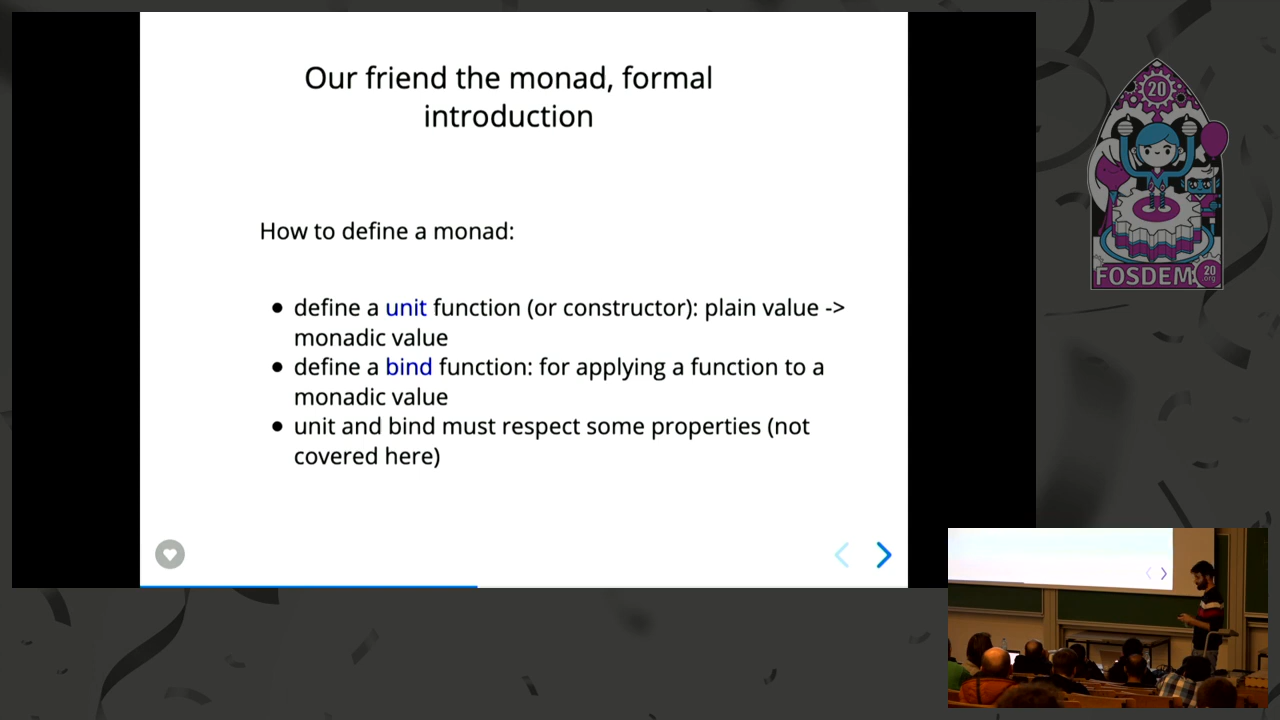 Our friend the monad, formal
introduction
How to define a monad:
● define a unit function (or constructor): plain value ->
monadic value
● define a bind function: for applying a function to a
monadic value
● unit and bind must respect some properties (not
covered here)
20
FOSDEM
20
.org